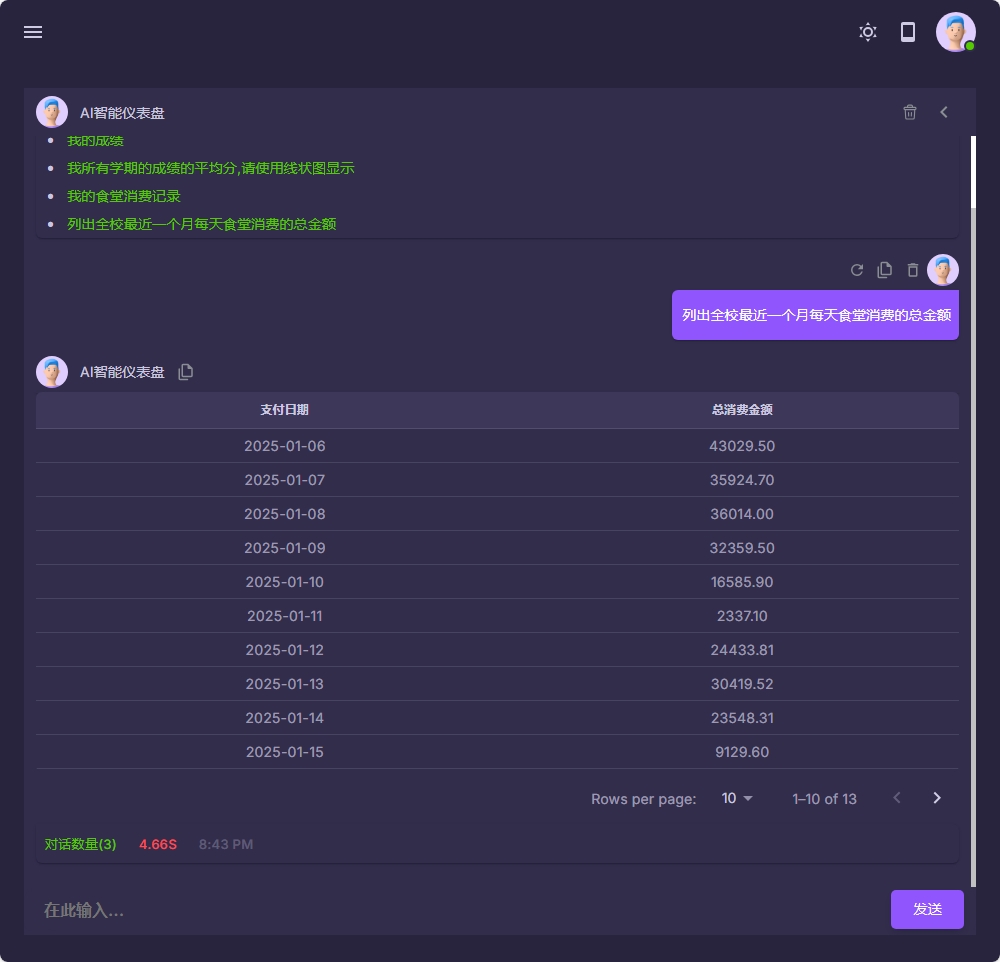 AI智能仪表盘
我的成绩
我所有学期的成绩的平均分,请使用线状图显示
我的食堂消费记录
列出全校最近一个月每天食堂消费的总金额
列出全校最近一个月每天食堂消费的总金额
AI智能仪表盘
支付日期 总消费金额
2025-01-06 43029.50
2025-01-07 35924.70
2025-01-08 36014.00
2025-01-09 32359.50
2025-01-10 16585.90
2025-01-11 2337.10
2025-01-12 24433.81
2025-01-13 30419.52
2025-01-14 23548.31
2025-01-15 9129.60
Rows per page: 10 1–10 of 13
对话数量(3) 4.66S 8:43 PM
在此输入... 发送